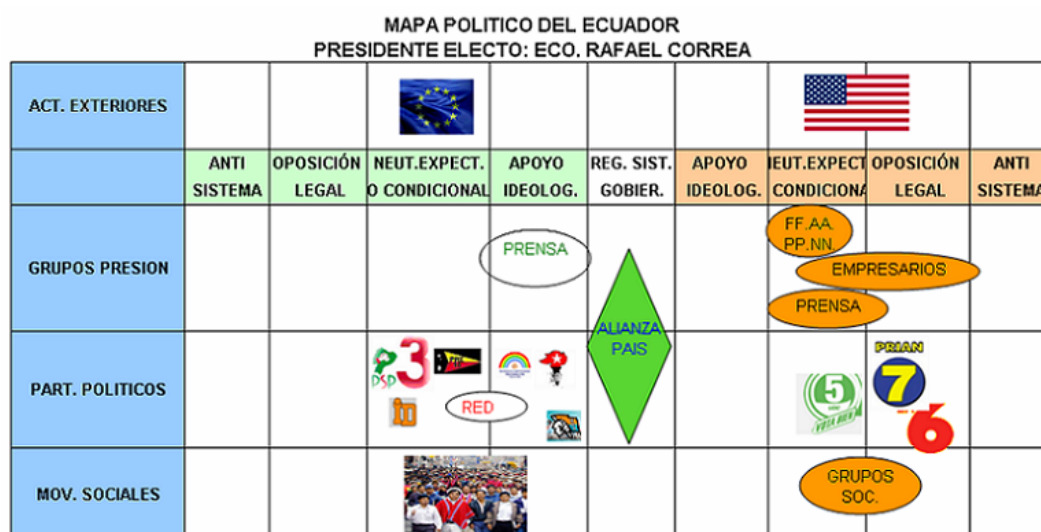 MAPA POLITICO DEL ECUADOR
PRESIDENTE ELECTO: ECO. RAFAEL CORREA
ACT. EXTERIORES
ANTI SISTEMA
OPOSICIÓN LEGAL
NEUT.EXPECT. O CONDICIONAL
APOYO IDEOLOG.
REG. SIST. GOBIER.
APOYO IDEOLOG.
IEUT.EXPECT CONDICIONA
OPOSICIÓN LEGAL
ANTI SISTEMA
GRUPOS PRESION
PRENSA
FF.AA.
PP.NN.
EMPRESARIOS
PRENSA
ALIANZA
PAIS
PART. POLITICOS
PSP 3
ID
RED
5
PRIAN
7
6
MOV. SOCIALES
GRUPOS
SOC.